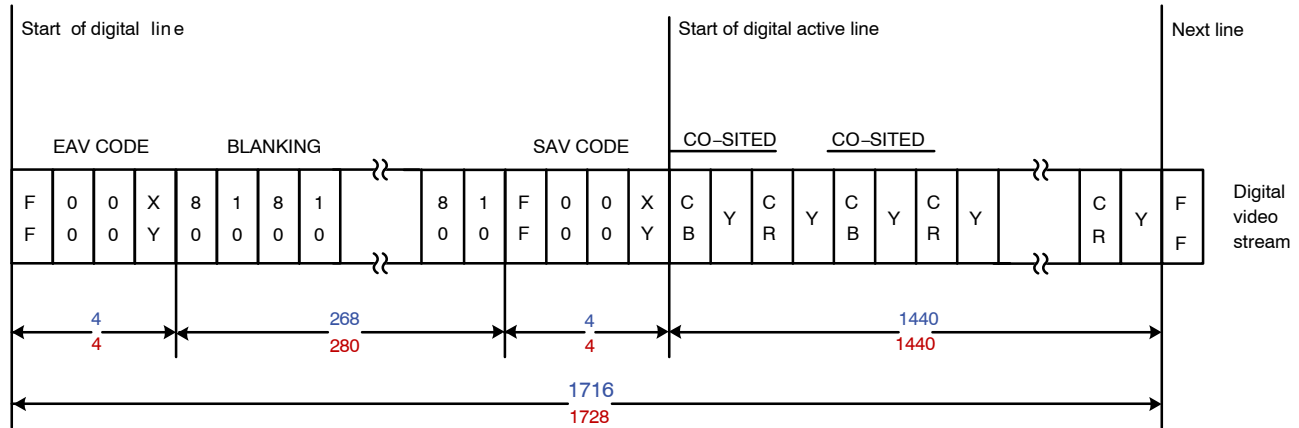 Start of digital line
Start of digital active line
Next line
EAV CODE
BLANKING
SAV CODE
CO-SITED
CO-SITED
F 0 0 X 8 1 8 1 8 1 F 0 0 X C Y C Y C Y C Y C Y F
F 0 0 Y 0 0 0 0 0 0 F 0 0 Y B R B R R F
Digital
video
stream
4 268 4 1440
4 280 4 1440
1716
1728